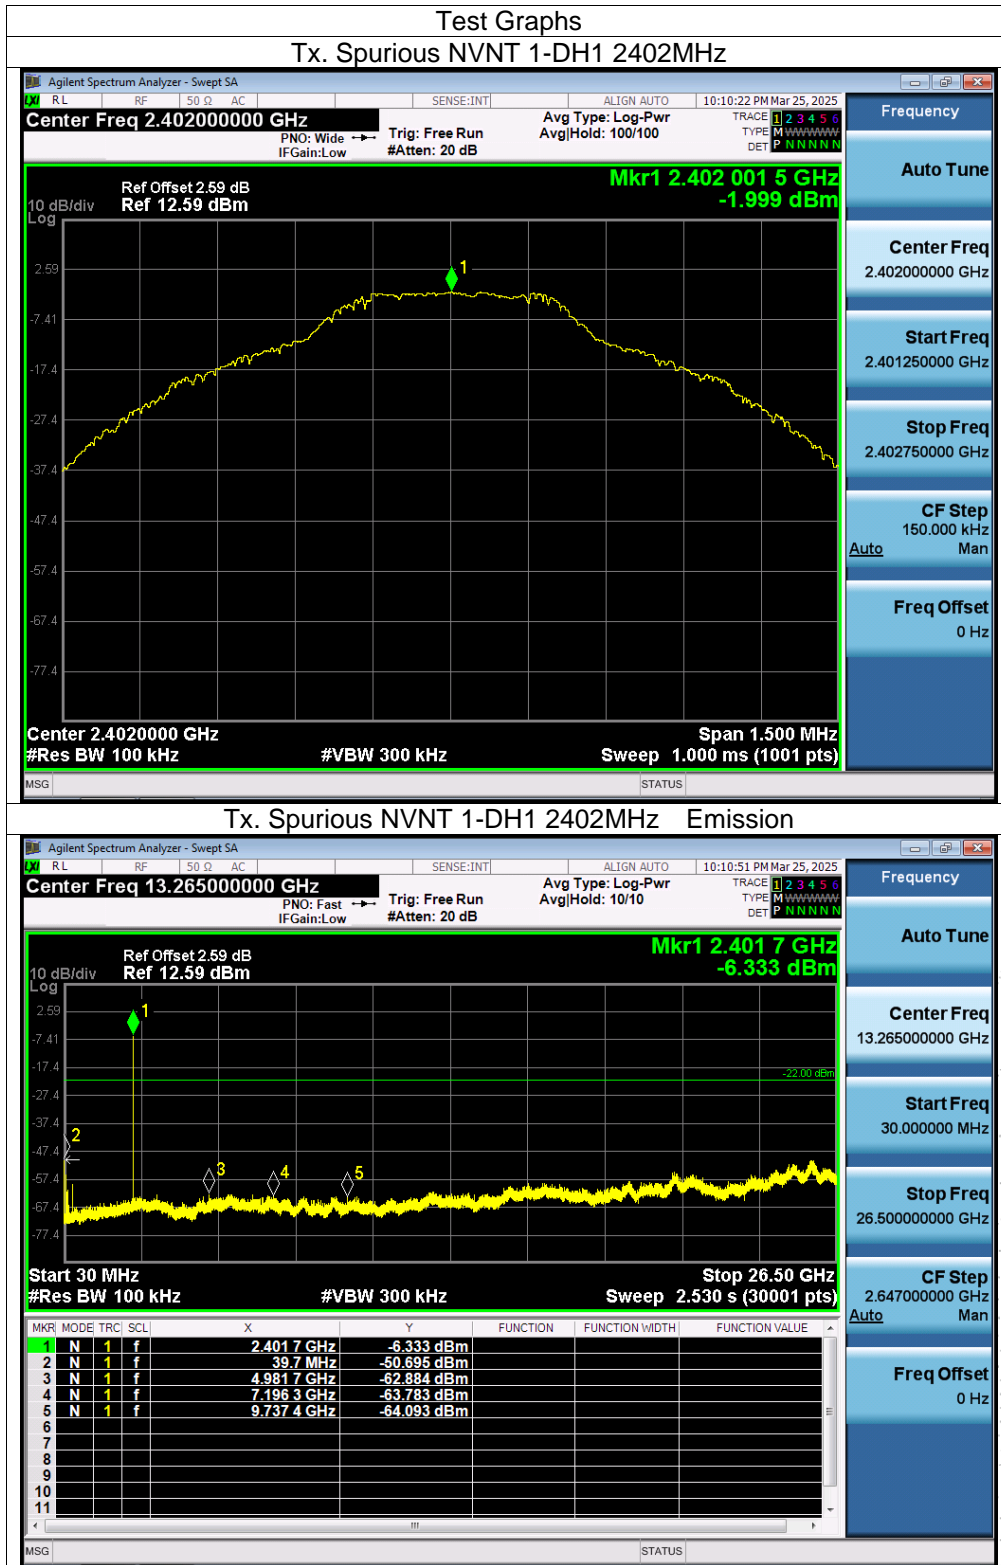 Test Graphs
Tx. Spurious NVNT 1-DH1 2402MHz
Agilent Spectrum Analyzer - Swept SA
LXI RL RF 50 Ω AC SENSE:INT ALIGN AUTO 10:10:22 PM Mar 25, 2025
Center Freq 2.402000000 GHz
PNO: Wide
IFGain:Low
Trig: Free Run
#Atten: 20 dB
Avg Type: Log-Pwr
Avg|Hold: 100/100
TRACE 1 2 3 4 5 6
TYPE M WWWWW
DET P N N N N N
Mkr1 2.402 001 5 GHz
-1.999 dBm
Ref Offset 2.59 dB
10 dB/div Ref 12.59 dBm
Log
1
2.59
-7.41
-17.4
-27.4
-37.4
-47.4
-57.4
-67.4
-77.4
Center 2.4020000 GHz Span 1.500 MHz
#Res BW 100 kHz #VBW 300 kHz Sweep 1.000 ms (1001 pts)
MSG STATUS
Frequency
Auto Tune
Center Freq
2.402000000 GHz
Start Freq
2.401250000 GHz
Stop Freq
2.402750000 GHz
CF Step
150.000 kHz
Auto Man
Freq Offset
0 Hz
Tx. Spurious NVNT 1-DH1 2402MHz Emission
Agilent Spectrum Analyzer - Swept SA
LXI RL RF 50 Ω AC SENSE:INT ALIGN AUTO 10:10:51 PM Mar 25, 2025
Center Freq 13.265000000 GHz
PNO: Fast
IFGain:Low
Trig: Free Run
#Atten: 20 dB
Avg Type: Log-Pwr
Avg|Hold: 10/10
TRACE 1 2 3 4 5 6
TYPE M WWWWW
DET P N N N N N
Mkr1 2.401 7 GHz
-6.333 dBm
Ref Offset 2.59 dB
10 dB/div Ref 12.59 dBm
Log
2.59
1
-7.41
-17.4
-22.00 dBm
-27.4
-37.4
2
-47.4
3 4 5
-57.4
-67.4
-77.4
Start 30 MHz Stop 26.50 GHz
#Res BW 100 kHz #VBW 300 kHz Sweep 2.530 s (30001 pts)
MKR MODE TRC SCL X Y FUNCTION FUNCTION WIDTH FUNCTION VALUE
1 N 1 f 2.401 7 GHz -6.333 dBm
2 N 1 f 39.7 MHz -50.695 dBm
3 N 1 f 4.981 7 GHz -62.884 dBm
4 N 1 f 7.196 3 GHz -63.783 dBm
5 N 1 f 9.737 4 GHz -64.093 dBm
6
7
8
9
10
11
MSG STATUS
Frequency
Auto Tune
Center Freq
13.265000000 GHz
Start Freq
30.000000 MHz
Stop Freq
26.500000000 GHz
CF Step
2.647000000 GHz
Auto Man
Freq Offset
0 Hz